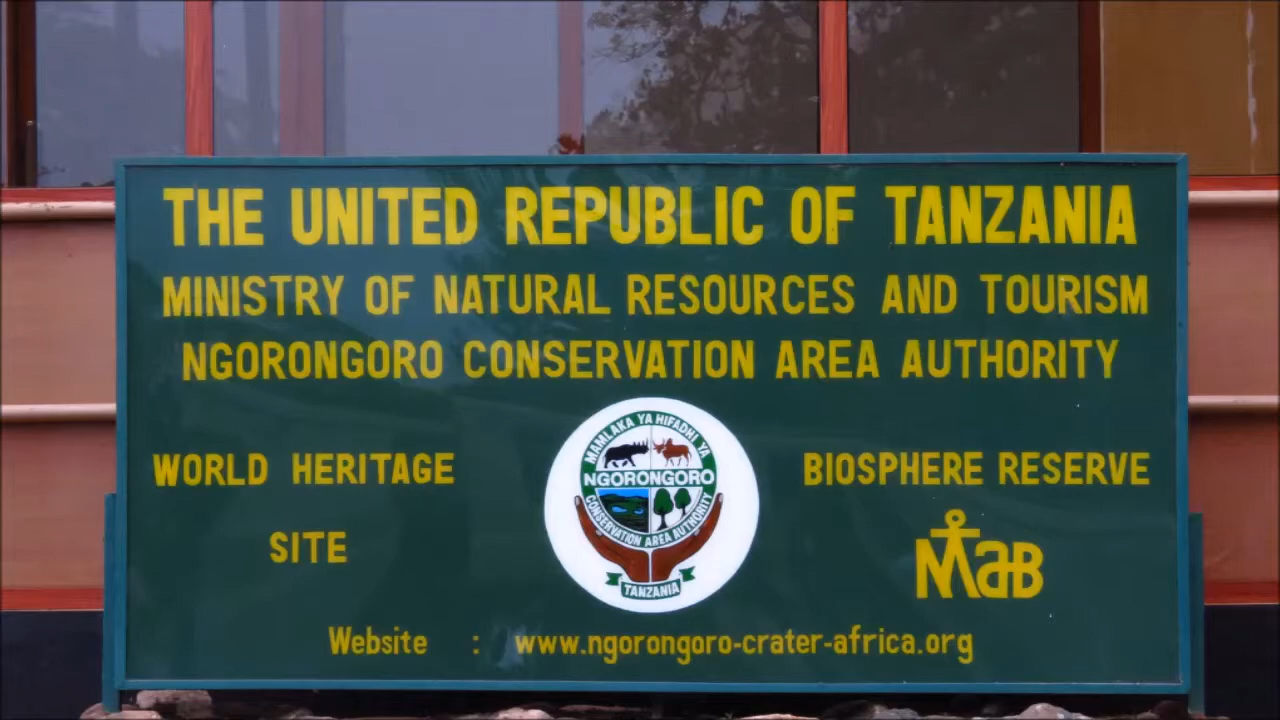 THE UNITED REPUBLIC OF TANZANIA
MINISTRY OF NATURAL RESOURCES AND TOURISM
NGORONGORO CONSERVATION AREA AUTHORITY
WORLD HERITAGE
SITE
MAMLAKA YA HIFADHI YA
NGORONGORO
CONSERVATION AREA AUTHORITY
TANZANIA
BIOSPHERE RESERVE
MaB
Website : www.ngorongoro-crater-africa.org